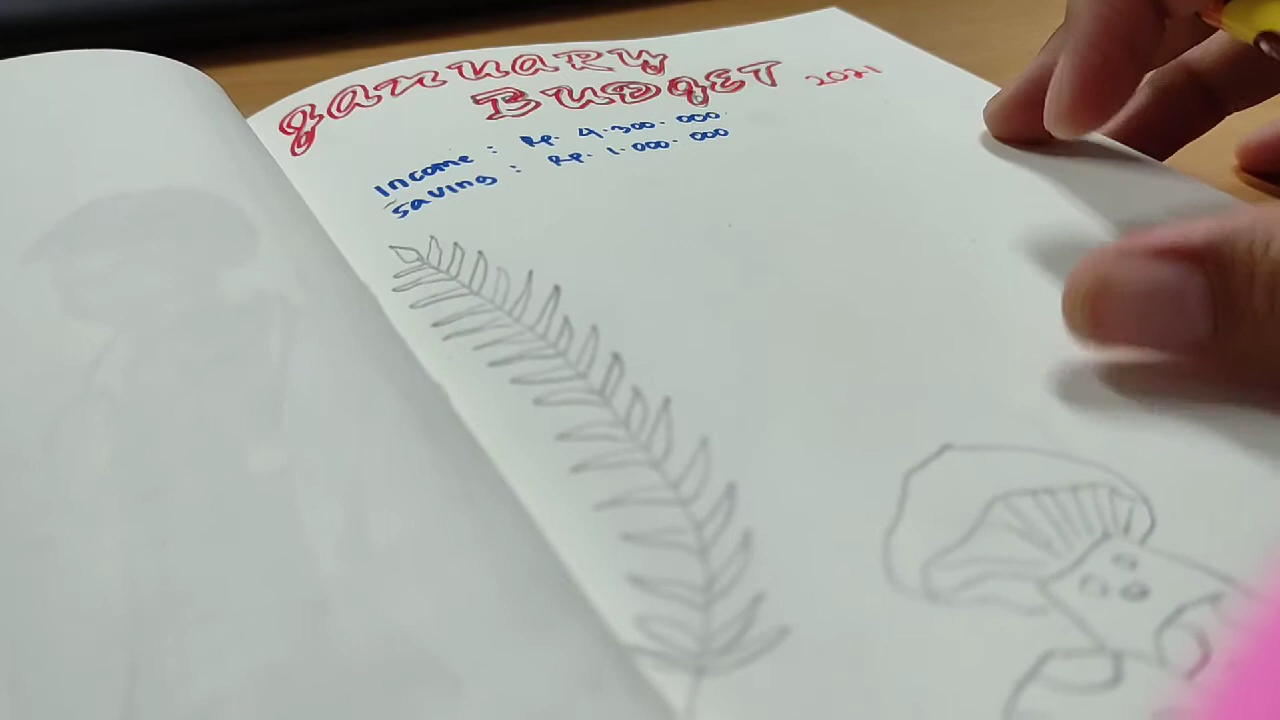 JANUARY
BUDGET 2021
Income : Rp. 4.300.000
Saving : Rp. 1.000.000